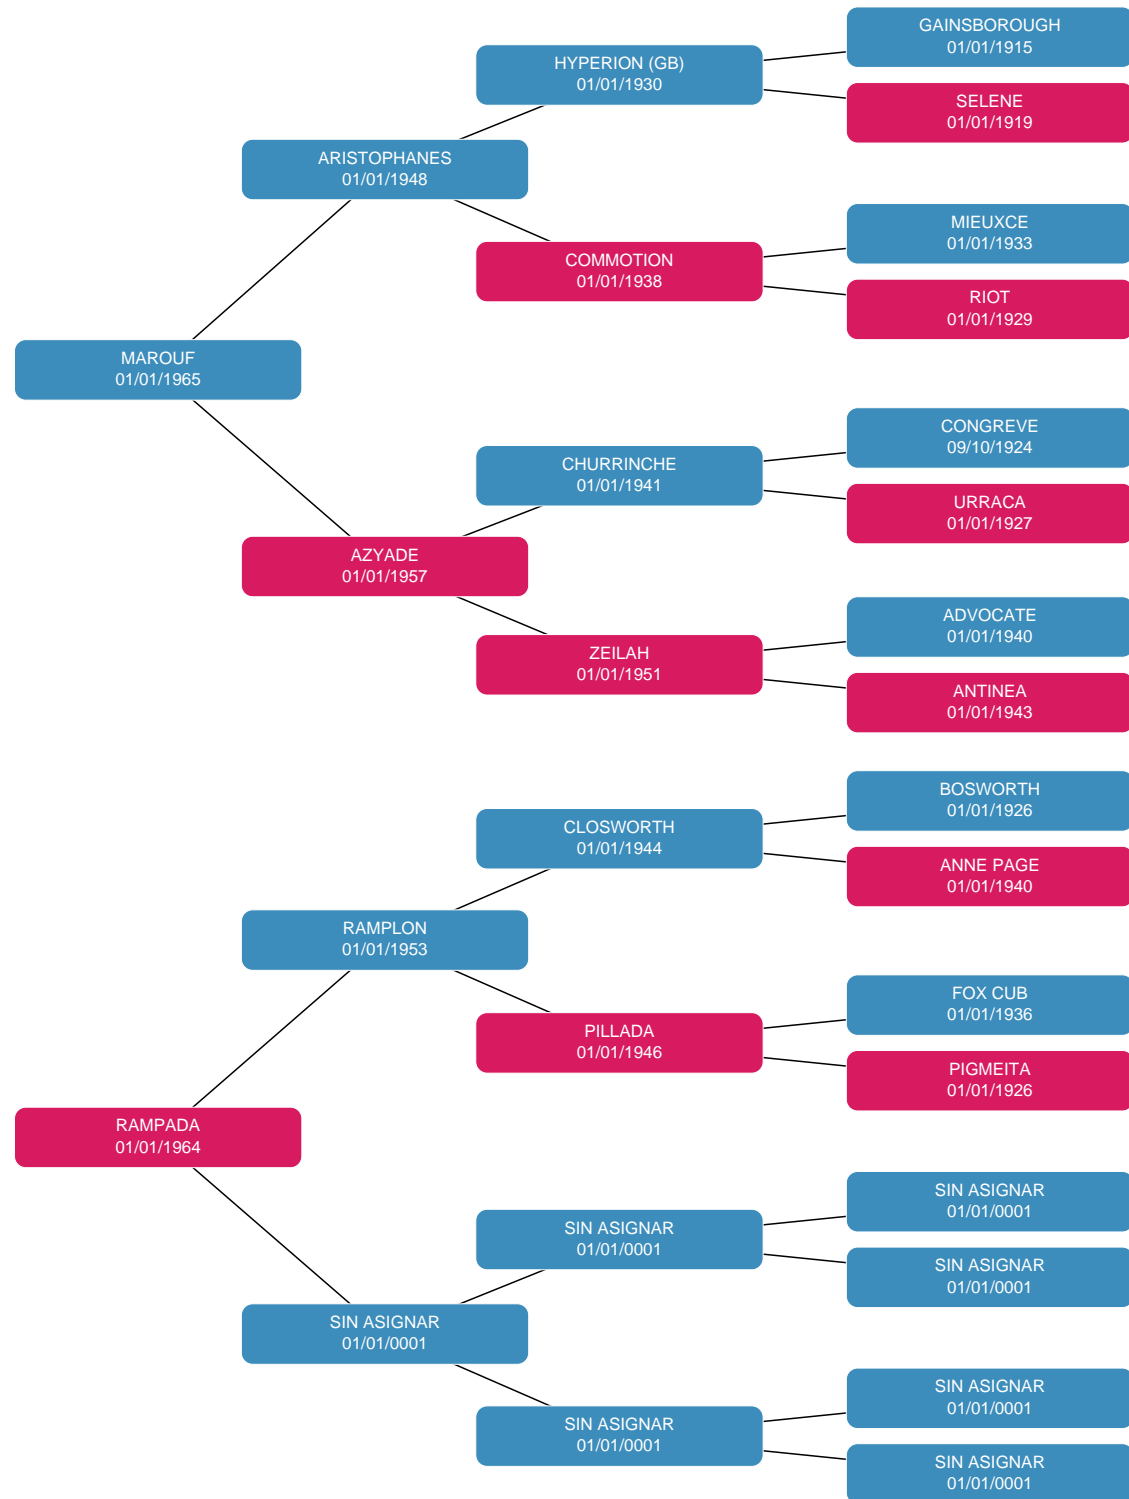 GAINSBOROUGH
01/01/1915
HYPERION (GB)
01/01/1930
SELENE
01/01/1919
ARISTOPHANES
01/01/1948
MIEUXCE
01/01/1933
COMMOTION
01/01/1938
RIOT
01/01/1929
MAROUF
01/01/1965
CONGREVE
09/10/1924
CHURRINCHE
01/01/1941
URRACA
01/01/1927
AZYADE
01/01/1957
ADVOCATE
01/01/1940
ZEILAH
01/01/1951
ANTINEA
01/01/1943
BOSWORTH
01/01/1926
CLOSWORTH
01/01/1944
ANNE PAGE
01/01/1940
RAMPLON
01/01/1953
FOX CUB
01/01/1936
PILLADA
01/01/1946
PIGMEITA
01/01/1926
RAMPADA
01/01/1964
SIN ASIGNAR
01/01/0001
SIN ASIGNAR
01/01/0001
SIN ASIGNAR
01/01/0001
SIN ASIGNAR
01/01/0001
SIN ASIGNAR
01/01/0001
SIN ASIGNAR
01/01/0001
SIN ASIGNAR
01/01/0001